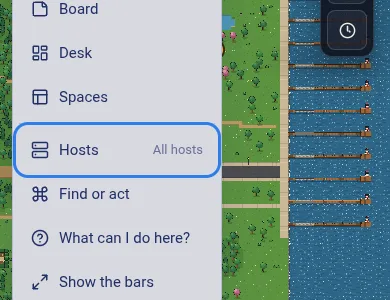 Board
Desk
Spaces
Hosts All hosts
Find or act
What can I do here?
Show the bars